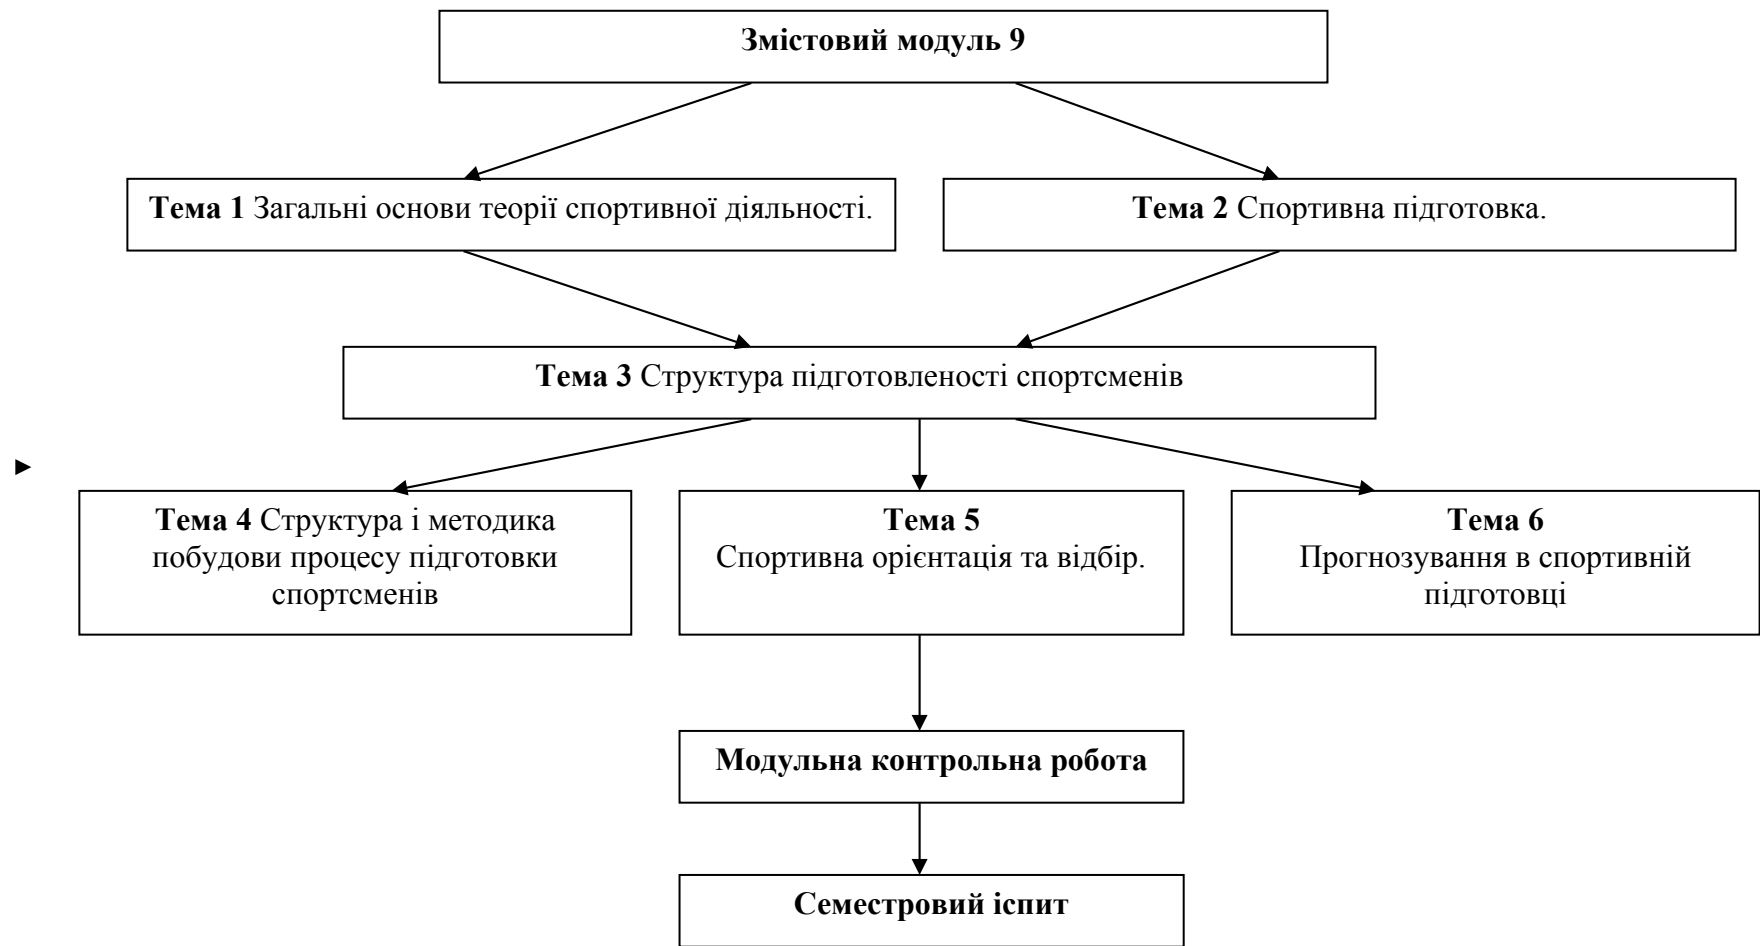 Змістовий модуль 9
Тема 1 Загальні основи теорії спортивної діяльності.
Тема 2 Спортивна підготовка.
Тема 3 Структура підготовленості спортсменів
Тема 4 Структура і методика
побудови процесу підготовки
спортсменів
Тема 5
Спортивна орієнтація та відбір.
Тема 6
Прогнозування в спортивній
підготовці
Модульна контрольна робота
Семестровий іспит